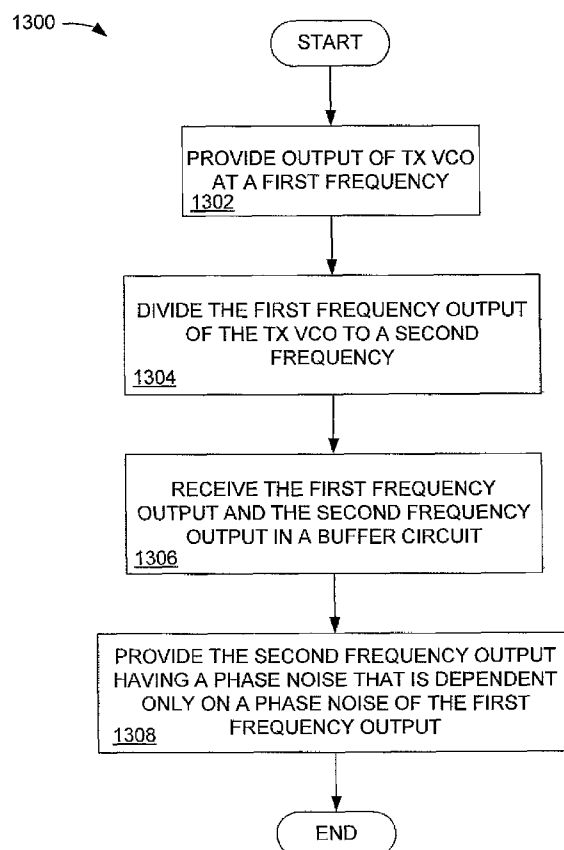 1300
START
PROVIDE OUTPUT OF TX VCO
AT A FIRST FREQUENCY
1302
DIVIDE THE FIRST FREQUENCY OUTPUT
OF THE TX VCO TO A SECOND
FREQUENCY
1304
RECEIVE THE FIRST FREQUENCY
OUTPUT AND THE SECOND FREQUENCY
OUTPUT IN A BUFFER CIRCUIT
1306
PROVIDE THE SECOND FREQUENCY OUTPUT
HAVING A PHASE NOISE THAT IS DEPENDENT
ONLY ON A PHASE NOISE OF THE FIRST
FREQUENCY OUTPUT
1308
END